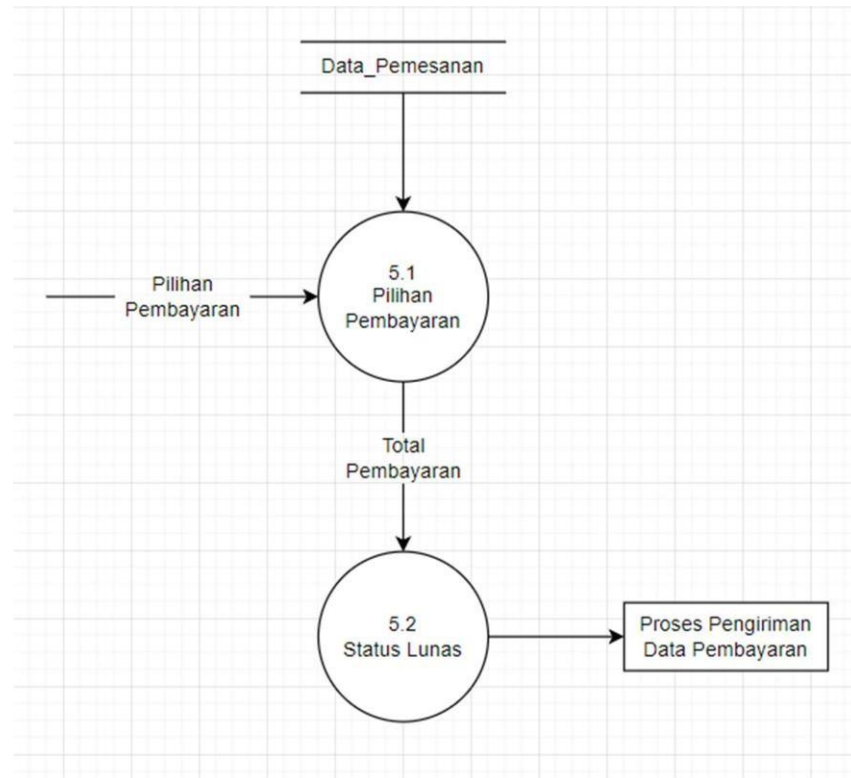 Data_Pemesanan
5.1
Pilihan
Pembayaran
Pilihan
Pembayaran
Total
Pembayaran
5.2
Status Lunas
Proses Pengiriman
Data Pembayaran